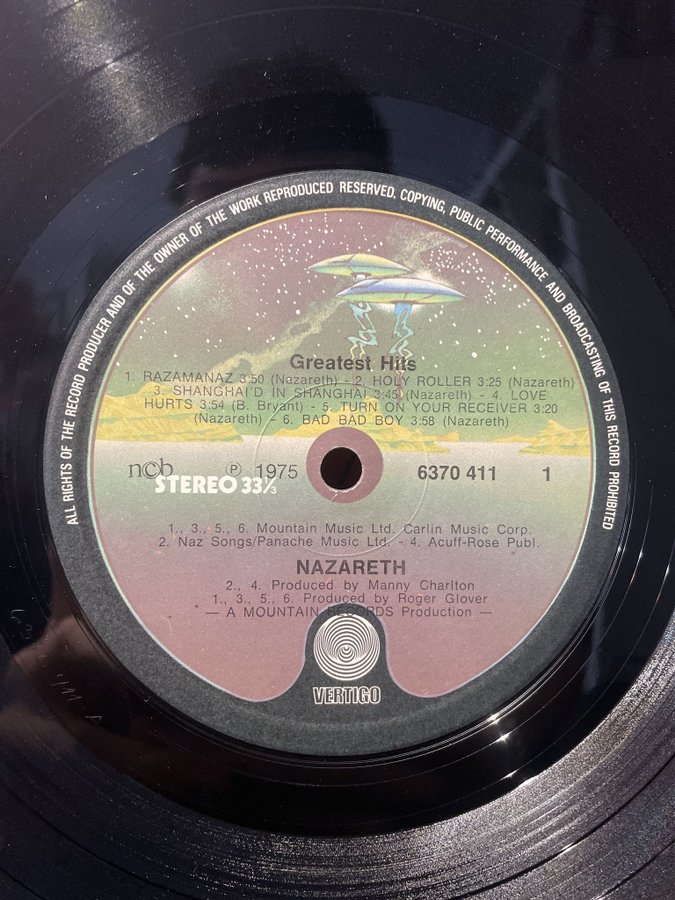 ALL RIGHTS OF THE RECORD PRODUCER AND OF THE OWNER OF THE WORK REPRODUCED RESERVED. COPYING, PUBLIC PERFORMANCE AND BROADCASTING OF THIS RECORD PROHIBITED
Greatest Hits
1. RAZAMANAZ 3:50 (Nazareth) - 2. HOLY ROLLER 3:25 (Nazareth)
3. SHANGHAI'D IN SHANGHAI 3:45 (Nazareth) - 4. LOVE
HURTS 3:54 (B. Bryant) - 5. TURN ON YOUR RECEIVER 3:20
(Nazareth) - 6. BAD BAD BOY 3:58 (Nazareth)
n©b ℗ 1975 6370 411 1
STEREO 33⅓
1., 3., 5., 6. Mountain Music Ltd. Carlin Music Corp.
2. Naz Songs/Panache Music Ltd. - 4. Acuff-Rose Publ.
NAZARETH
2., 4. Produced by Manny Charlton
1., 3., 5., 6. Produced by Roger Glover
— A MOUNTAIN RECORDS Production —
VERTIGO